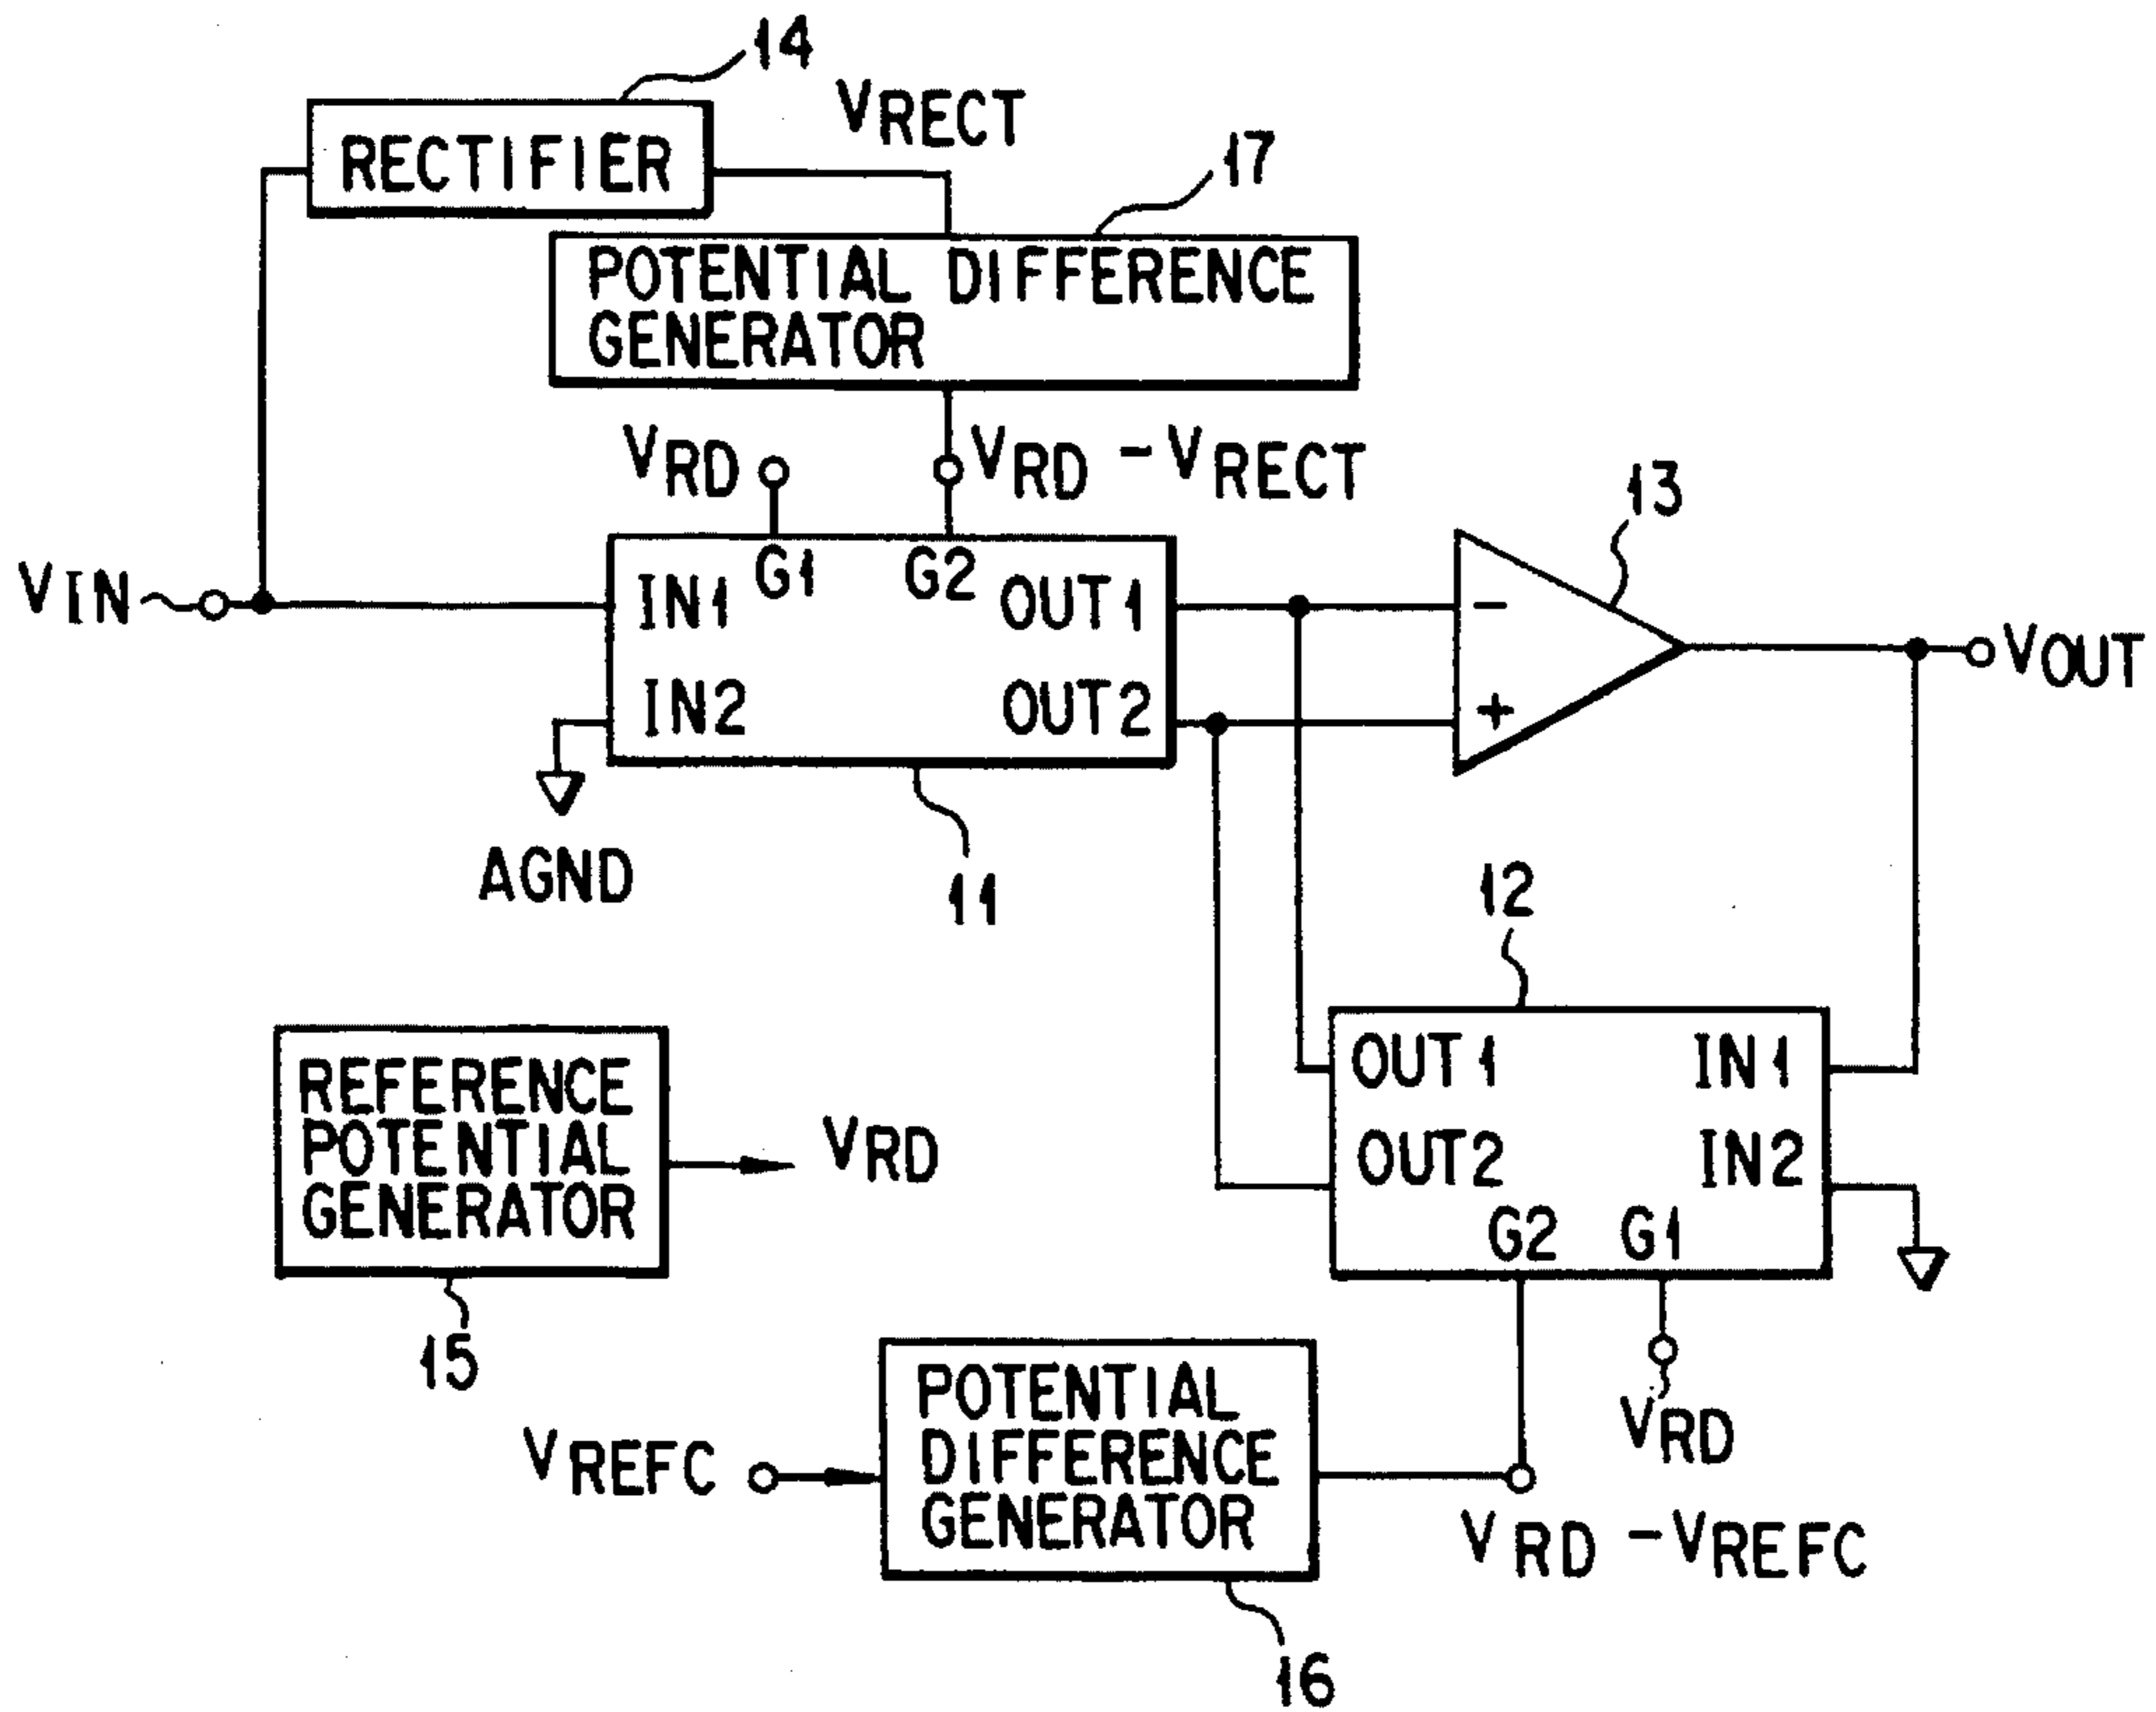 14
VRECT
RECTIFIER
17
POTENTIAL DIFFERENCE
GENERATOR
VRD
VRD -VRECT
13
VIN
G1
G2
IN1
OUT1
-
VOUT
IN2
OUT2
+
AGND
11
12
OUT1
IN1
OUT2
IN2
G2
G1
REFERENCE
POTENTIAL
GENERATOR
VRD
15
VRD
POTENTIAL
DIFFERENCE
GENERATOR
VREFC
VRD -VREFC
16